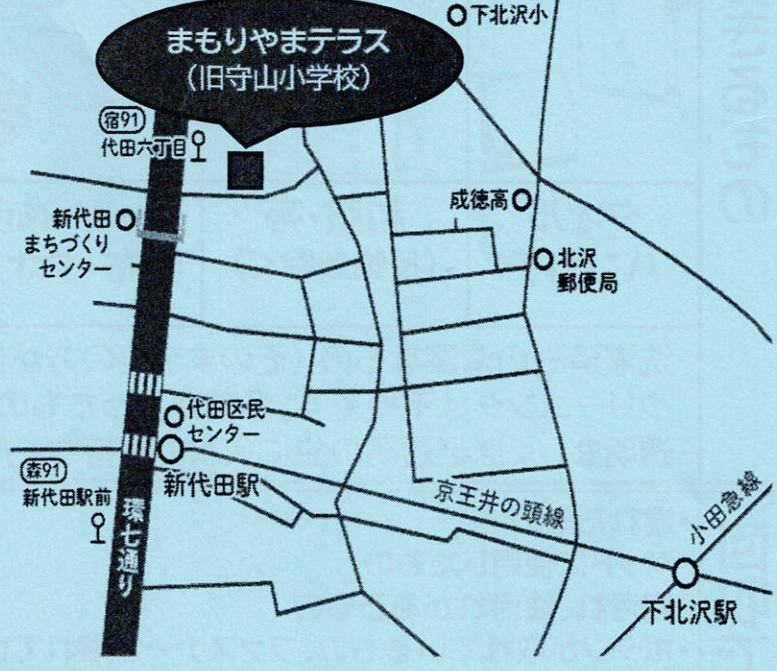 下北沢小
まもりやまテラス
（旧守山小学校）
宿91
代田六丁目
成徳高
新代田
まちづくり
センター
北沢
郵便局
代田区民
センター
森91
新代田駅前
新代田駅
京王井の頭線
小田急線
環七通り
下北沢駅